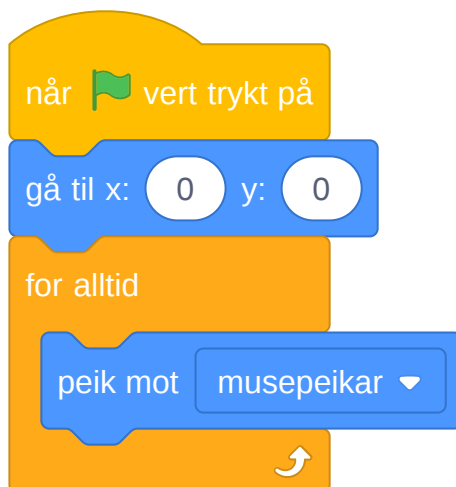 når vert trykt på
gå til x: 0 y: 0
for alltid
peik mot musepeikar